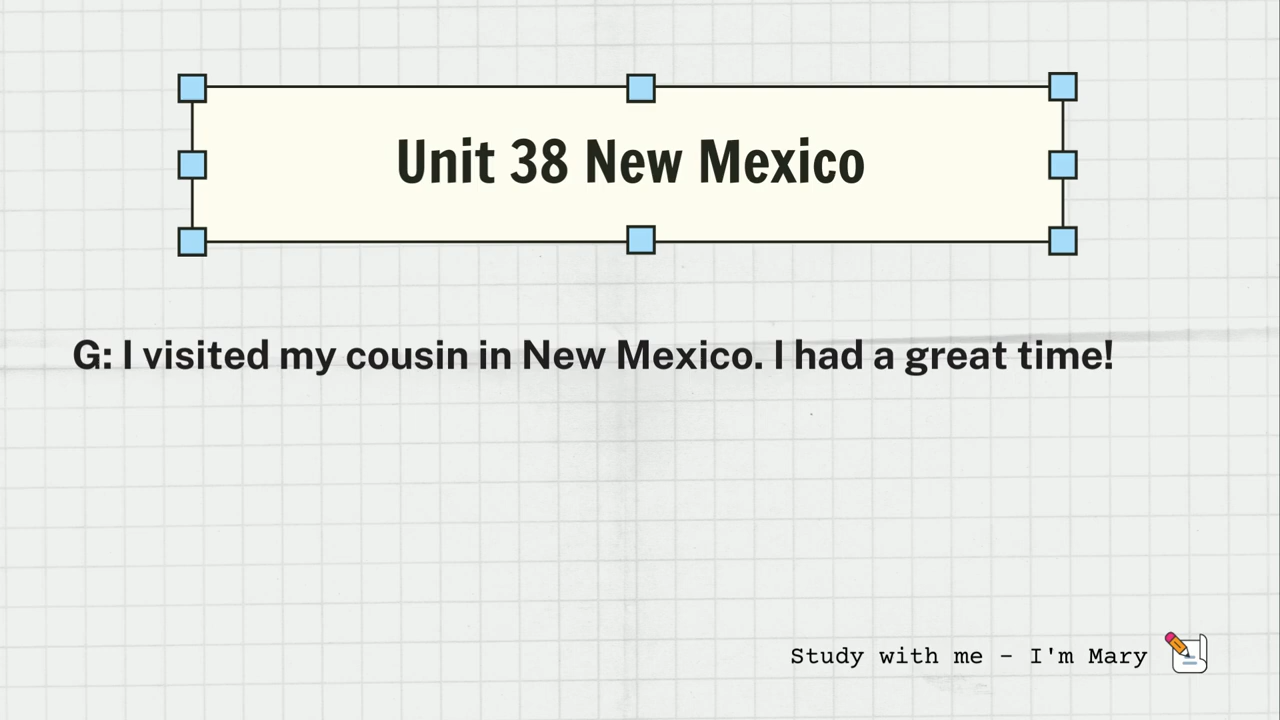 Unit 38 New Mexico
G: I visited my cousin in New Mexico. I had a great time!
Study with me - I'm Mary